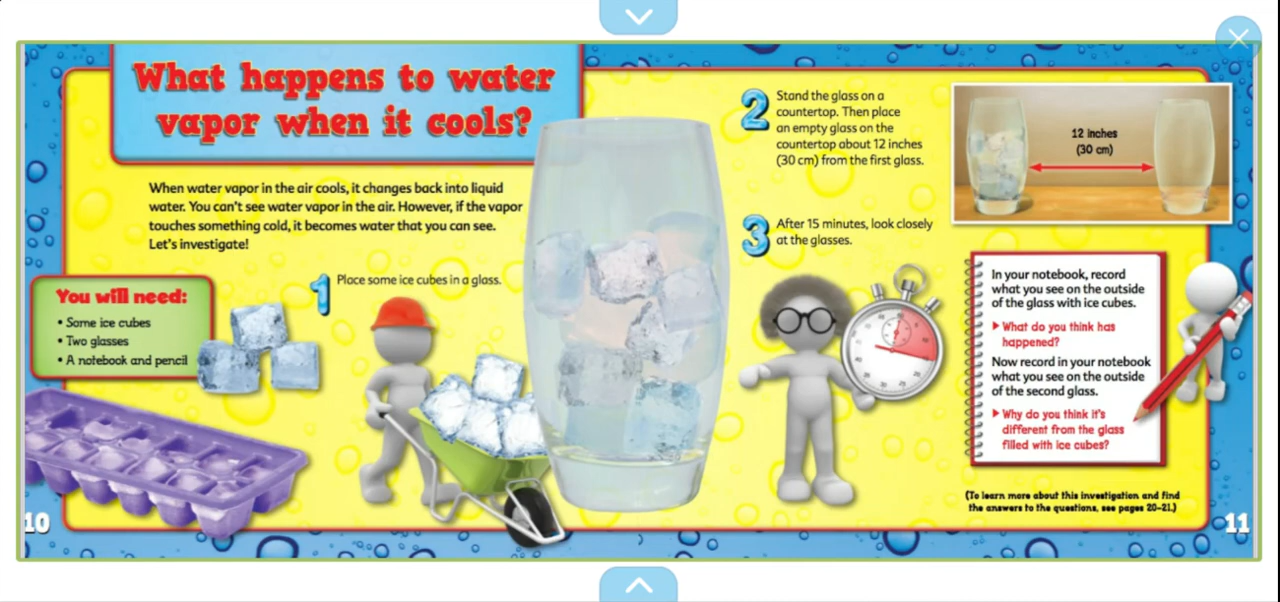 What happens to water
vapor when it cools?
When water vapor in the air cools, it changes back into liquid
water. You can't see water vapor in the air. However, if the vapor
touches something cold, it becomes water that you can see.
Let's investigate!
You will need:
• Some ice cubes
• Two glasses
• A notebook and pencil
1
Place some ice cubes in a glass.
10
2
Stand the glass on a
countertop. Then place
an empty glass on the
countertop about 12 inches
(30 cm) from the first glass.
12 inches
(30 cm)
3
After 15 minutes, look closely
at the glasses.
In your notebook, record
what you see on the outside
of the glass with ice cubes.
What do you think has
happened?
Now record in your notebook
what you see on the outside
of the second glass.
Why do you think it's
different from the glass
filled with ice cubes?
(To learn more about this investigation and find
the answers to the questions, see pages 20–21.)
11